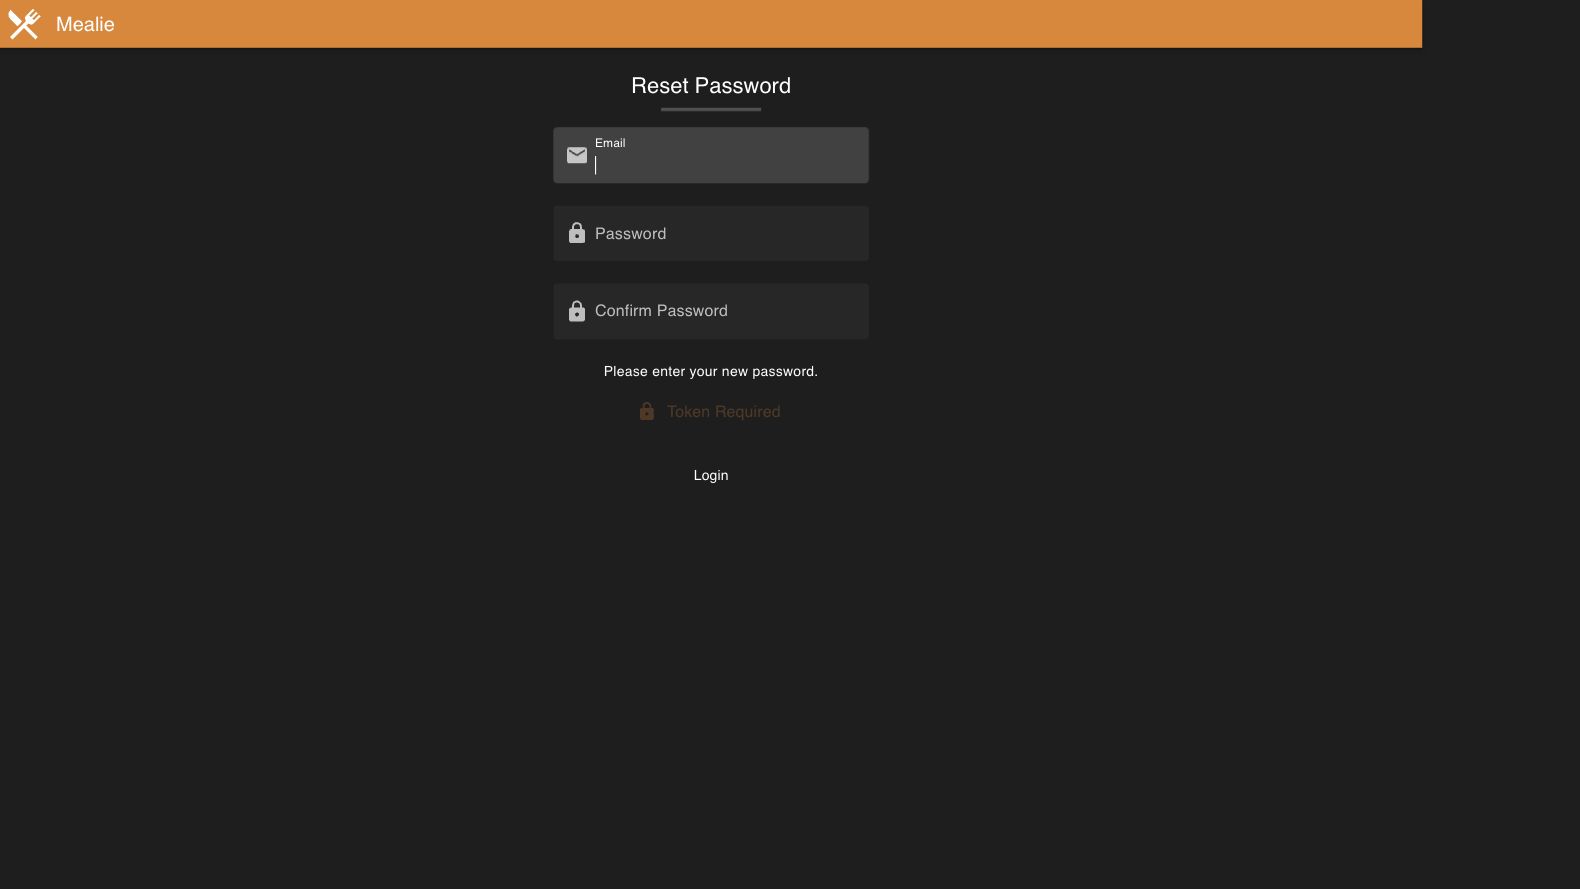 Mealie
Reset Password
Email
Password
Confirm Password
Please enter your new password.
Token Required
Login